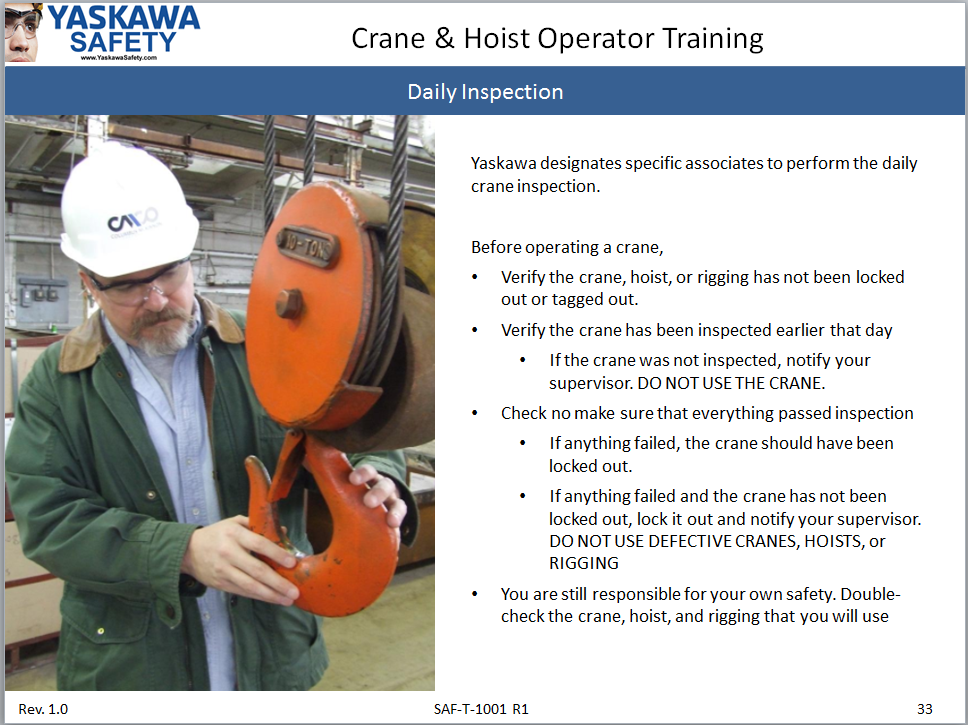 YASKAWA
SAFETY
www.YaskawaSafety.com
Crane & Hoist Operator Training
Daily Inspection
10-TON
Yaskawa designates specific associates to perform the daily
crane inspection.
Before operating a crane,
• Verify the crane, hoist, or rigging has not been locked
out or tagged out.
• Verify the crane has been inspected earlier that day
• If the crane was not inspected, notify your
supervisor. DO NOT USE THE CRANE.
• Check no make sure that everything passed inspection
• If anything failed, the crane should have been
locked out.
• If anything failed and the crane has not been
locked out, lock it out and notify your supervisor.
DO NOT USE DEFECTIVE CRANES, HOISTS, or
RIGGING
• You are still responsible for your own safety. Double-
check the crane, hoist, and rigging that you will use
Rev. 1.0
SAF-T-1001 R1
33